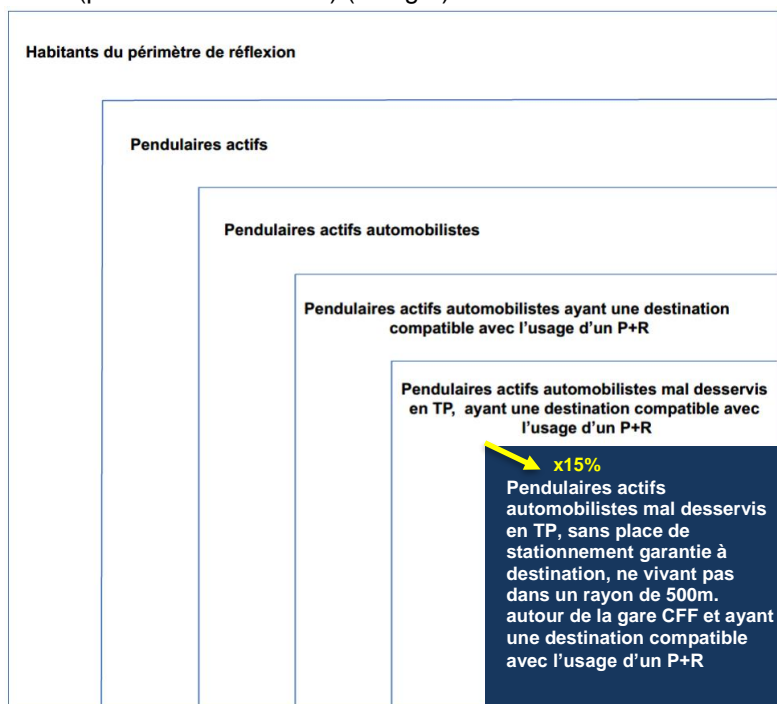 Habitants du périmètre de réflexion
Pendulaires actifs
Pendulaires actifs automobilistes
Pendulaires actifs automobilistes ayant une destination
compatible avec l'usage d'un P+R
Pendulaires actifs automobilistes mal desservis
en TP, ayant une destination compatible avec
l'usage d'un P+R
x15%
Pendulaires actifs
automobilistes mal desservis
en TP, sans place de
stationnement garantie à
destination, ne vivant pas
dans un rayon de 500m.
autour de la gare CFF et ayant
une destination compatible
avec l'usage d'un P+R